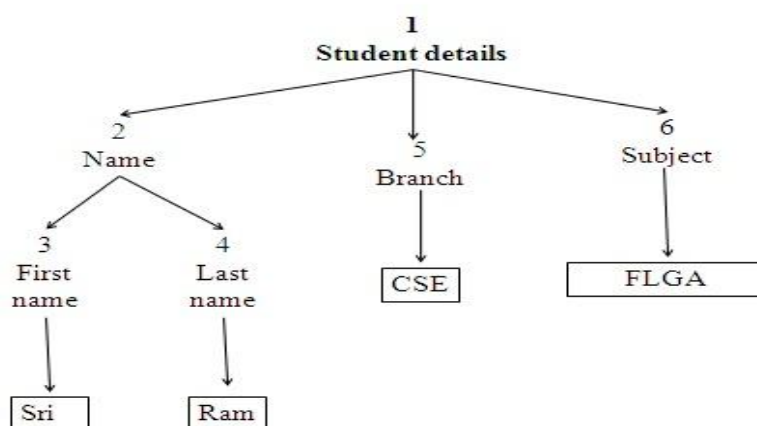 1
Student details
2
Name
5
Branch
6
Subject
3
First
name
4
Last
name
CSE
FLGA
Sri
Ram